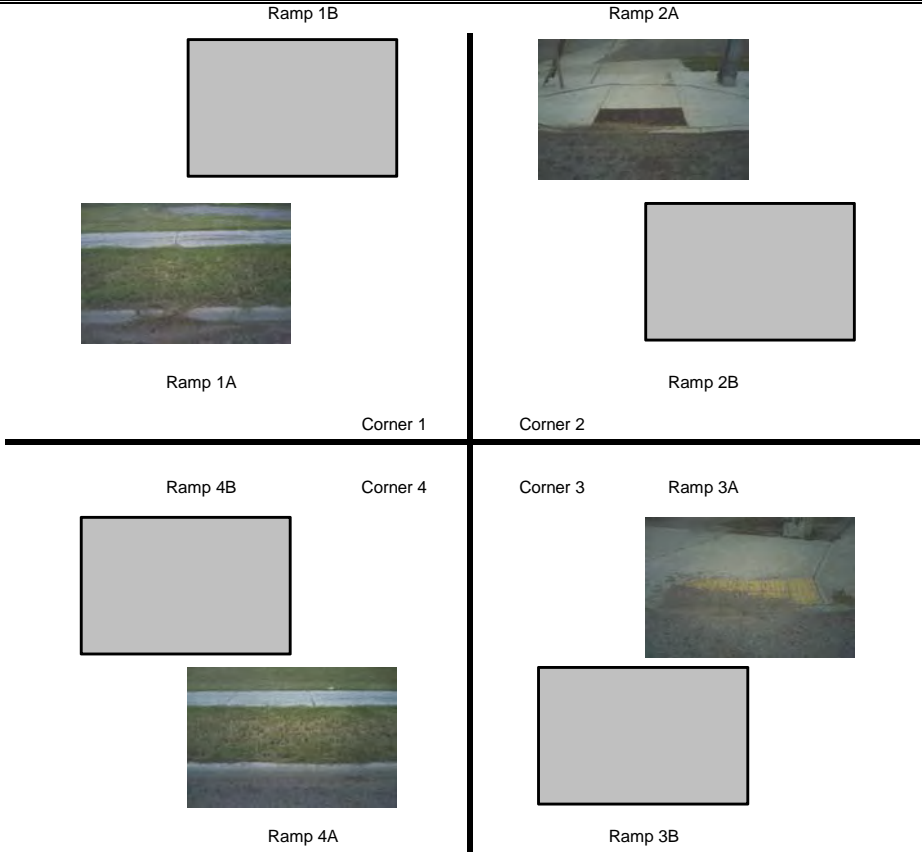 Ramp 1B Ramp 2A
Ramp 1A Ramp 2B
Corner 1 Corner 2
Ramp 4B Corner 4 Corner 3 Ramp 3A
Ramp 4A Ramp 3B